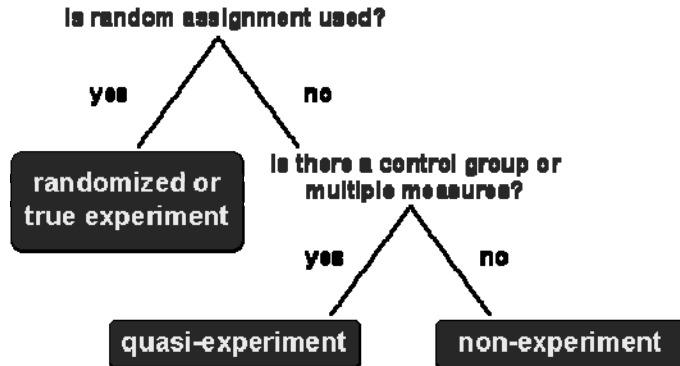 Is random assignment used?
yes
no
randomized or
true experiment
Is there a control group or
multiple measures?
yes
no
quasi-experiment
non-experiment